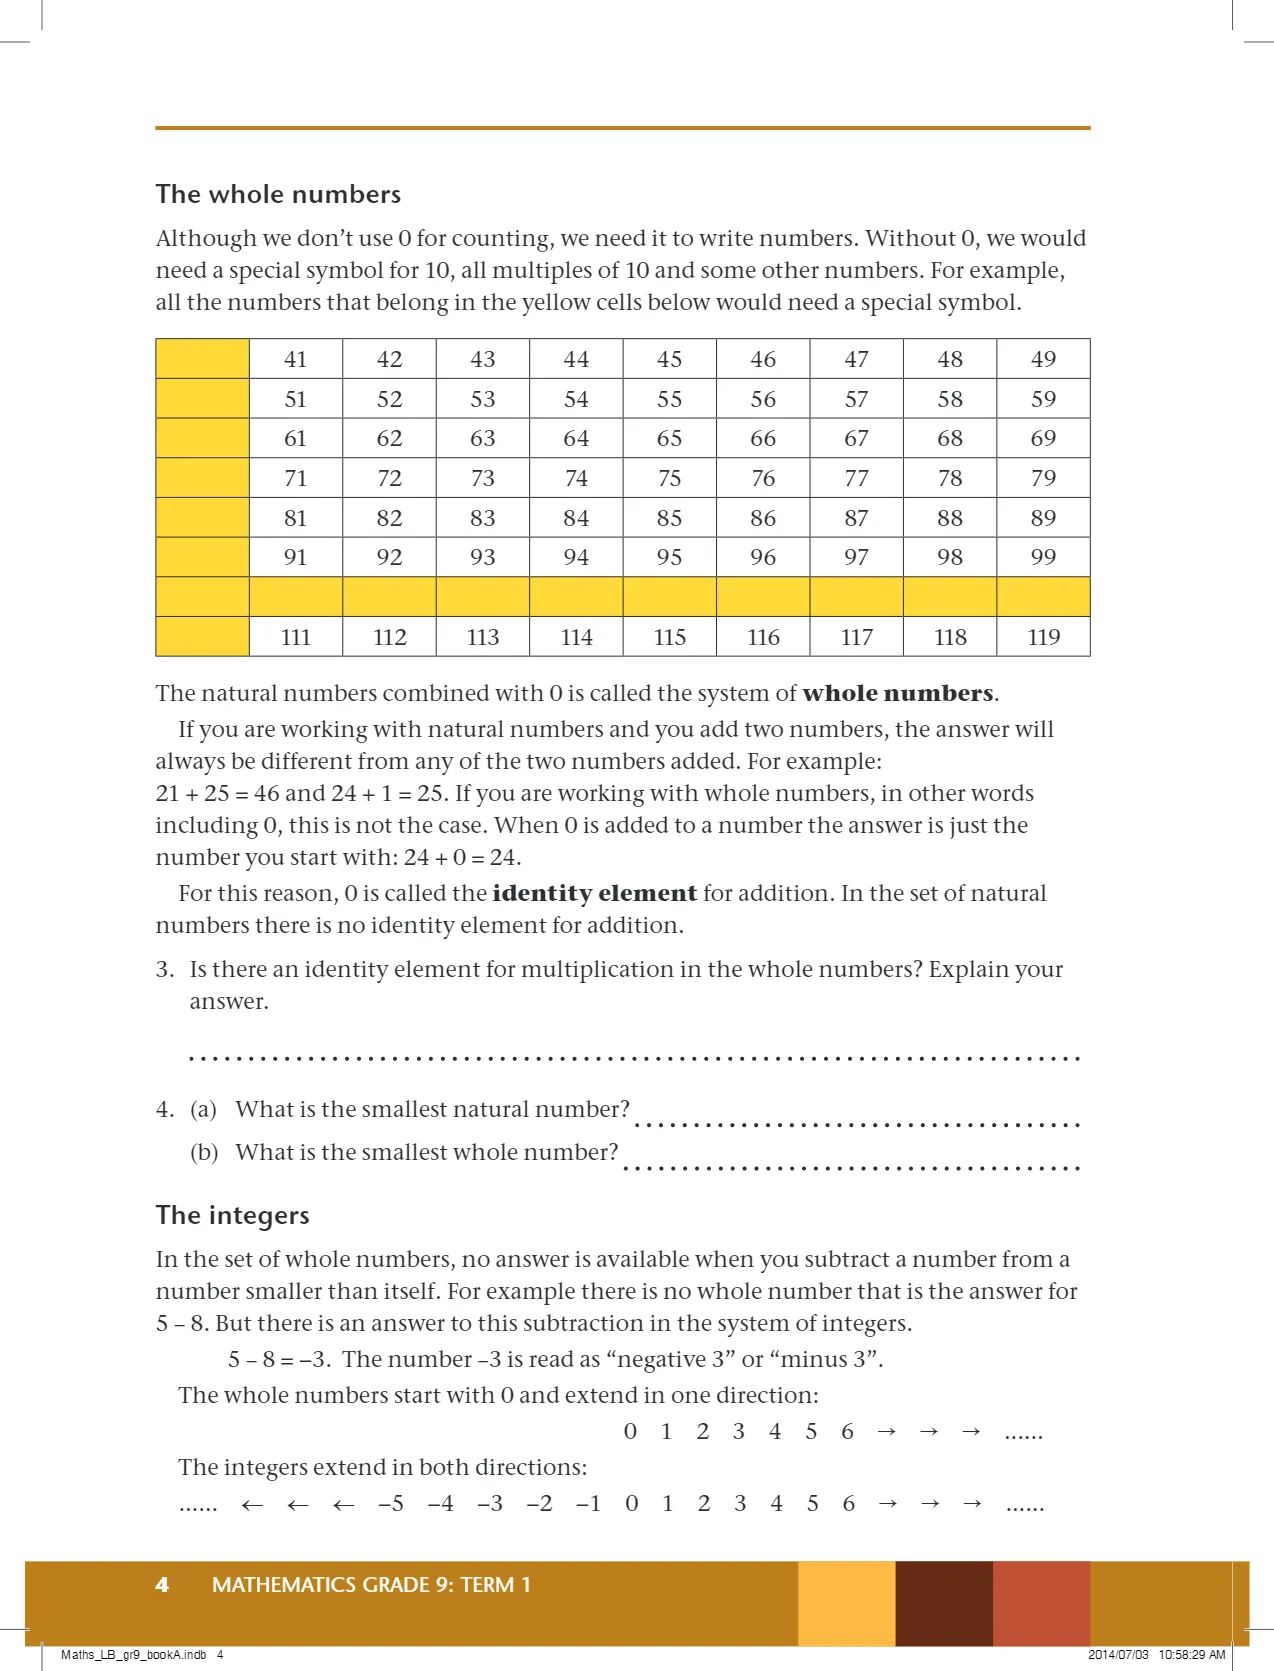 The whole numbers
Although we don’t use 0 for counting, we need it to write numbers. Without 0, we would
need a special symbol for 10, all multiples of 10 and some other numbers. For example,
all the numbers that belong in the yellow cells below would need a special symbol.
41 42 43 44 45 46 47 48 49
51 52 53 54 55 56 57 58 59
61 62 63 64 65 66 67 68 69
71 72 73 74 75 76 77 78 79
81 82 83 84 85 86 87 88 89
91 92 93 94 95 96 97 98 99
111 112 113 114 115 116 117 118 119
The natural numbers combined with 0 is called the system of whole numbers.
If you are working with natural numbers and you add two numbers, the answer will
always be different from any of the two numbers added. For example:
21 + 25 = 46 and 24 + 1 = 25. If you are working with whole numbers, in other words
including 0, this is not the case. When 0 is added to a number the answer is just the
number you start with: 24 + 0 = 24.
For this reason, 0 is called the identity element for addition. In the set of natural
numbers there is no identity element for addition.
3. Is there an identity element for multiplication in the whole numbers? Explain your
answer.
4. (a) What is the smallest natural number?
(b) What is the smallest whole number?
The integers
In the set of whole numbers, no answer is available when you subtract a number from a
number smaller than itself. For example there is no whole number that is the answer for
5 – 8. But there is an answer to this subtraction in the system of integers.
5 – 8 = −3. The number –3 is read as “negative 3” or “minus 3”.
The whole numbers start with 0 and extend in one direction:
0 1 2 3 4 5 6 → → → ......
The integers extend in both directions:
...... ← ← ← −5 −4 −3 −2 −1 0 1 2 3 4 5 6 → → → ......
4 MATHEMATICS GRADE 9: TERM 1
Maths_LB_gr9_bookA.indb 4 2014/07/03 10:58:29 AM